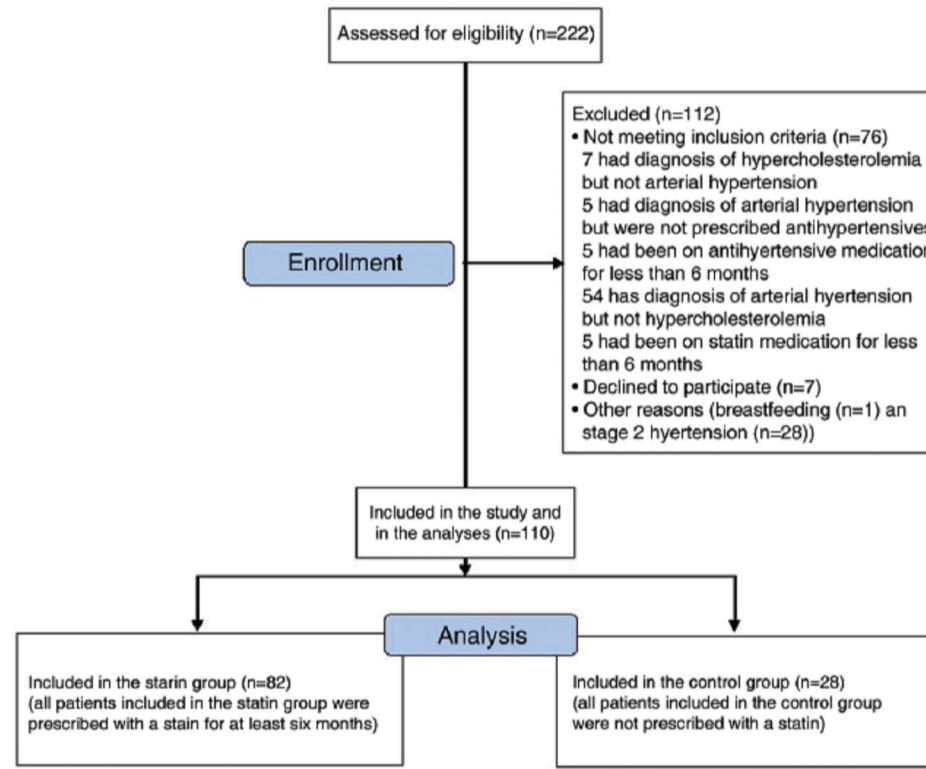 Assessed for eligibility (n=222)
Excluded (n=112)
• Not meeting inclusion criteria (n=76)
7 had diagnosis of hypercholesterolemia
but not arterial hypertension
5 had diagnosis of arterial hypertension
but were not prescribed antihypertensives
5 had been on antihyertensive medication
for less than 6 months
54 has diagnosis of arterial hyertension
but not hypercholesterolemia
5 had been on statin medication for less
than 6 months
• Declined to participate (n=7)
• Other reasons (breastfeeding (n=1) an
stage 2 hyertension (n=28))
Enrollment
Included in the study and
in the analyses (n=110)
Analysis
Included in the starin group (n=82)
(all patients included in the statin group were
prescribed with a stain for at least six months)
Included in the control group (n=28)
(all patients included in the control group
were not prescribed with a statin)